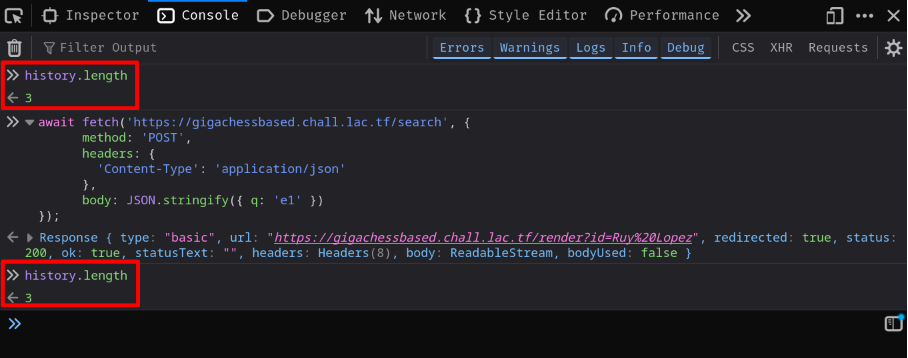 Inspector Console Debugger Network Style Editor Performance
Filter Output Errors Warnings Logs Info Debug CSS XHR Requests
history.length
3
await fetch('https://gigachessbased.chall.lac.tf/search', {
method: 'POST',
headers: {
'Content-Type': 'application/json'
},
body: JSON.stringify({ q: 'e1' })
});
Response { type: "basic", url: "https://gigachessbased.chall.lac.tf/render?id=Ruy%20Lopez", redirected: true, status:
200, ok: true, statusText: "", headers: Headers(8), body: ReadableStream, bodyUsed: false }
history.length
3